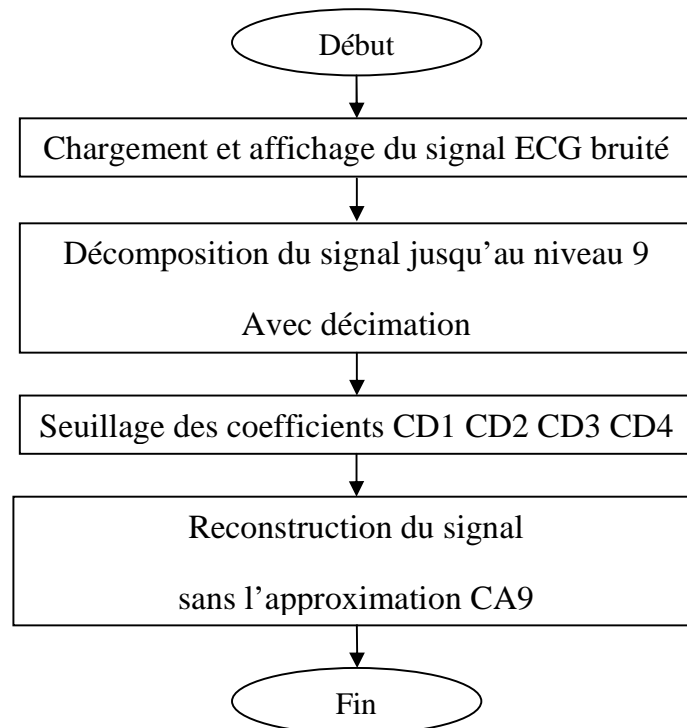 Début
Chargement et affichage du signal ECG bruité
Décomposition du signal jusqu’au niveau 9
Avec décimation
Seuillage des coefficients CD1 CD2 CD3 CD4
Reconstruction du signal
sans l’approximation CA9
Fin